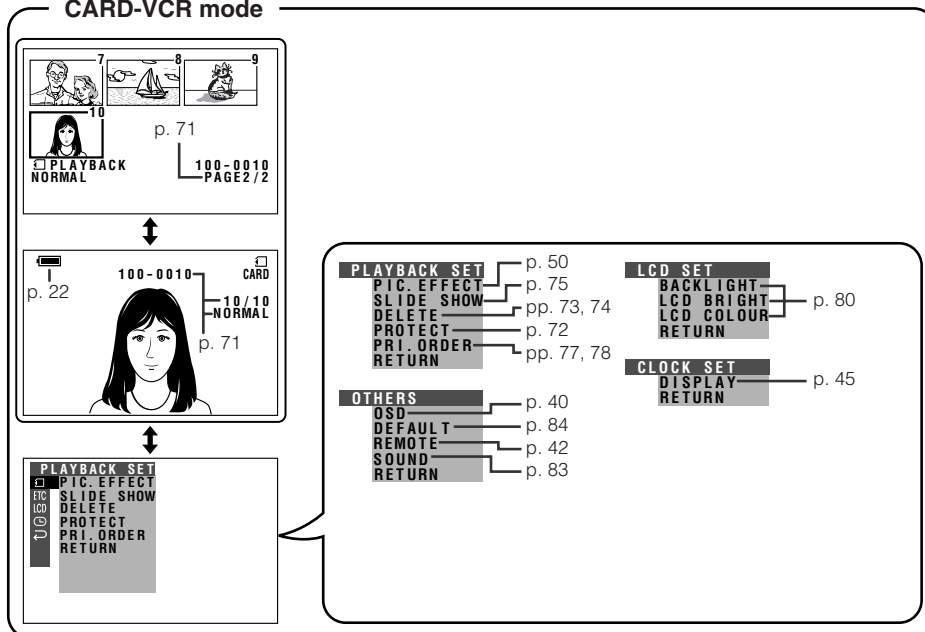 CARD-VCR mode
7
8
9
10
p. 71
PLAYBACK
100-0010
NORMAL
PAGE2/2
p. 22
100-0010
CARD
10/10
NORMAL
p. 71
PLAYBACK SET
PIC.EFFECT
ETC
SLIDE SHOW
LCD
DELETE
PROTECT
PRI.ORDER
RETURN
PLAYBACK SET
PIC.EFFECT
p. 50
SLIDE SHOW
p. 75
DELETE
pp. 73, 74
PROTECT
p. 72
PRI.ORDER
pp. 77, 78
RETURN
OTHERS
OSD
p. 40
DEFAULT
p. 84
REMOTE
p. 42
SOUND
p. 83
RETURN
LCD SET
BACKLIGHT
LCD BRIGHT
p. 80
LCD COLOUR
RETURN
CLOCK SET
DISPLAY
p. 45
RETURN